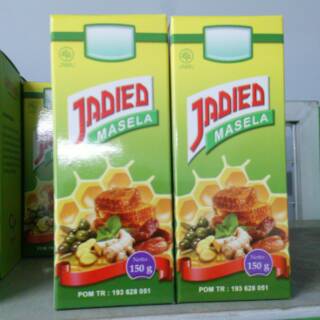 JADIED
MASELA
Netto
150 g
POM TR : 193 628 051
JADIED
MASELA
Netto
150 g
POM TR : 193 628 051